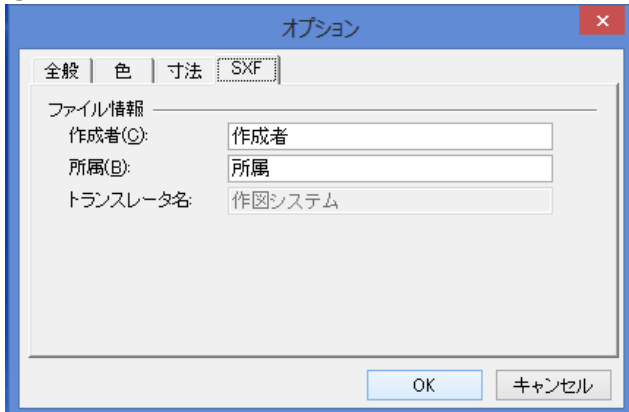 オプション
全般 色 寸法 SXF
ファイル情報
作成者(C): 作成者
所属(B): 所属
トランスレータ名: 作図システム
OK キャンセル